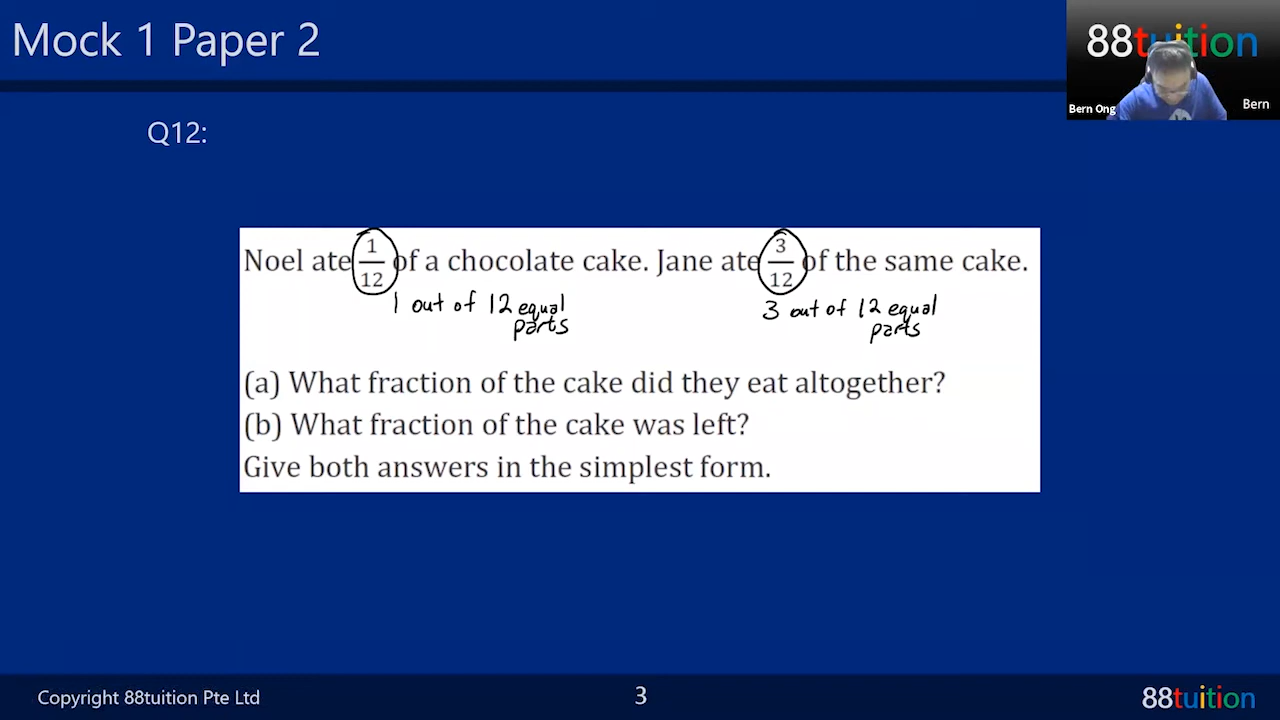 Mock 1 Paper 2
88tuition
Bern Ong
Bern
Q12:
Noel ate 1/12 of a chocolate cake. Jane ate 3/12 of the same cake.
1 out of 12 equal parts
3 out of 12 equal parts
(a) What fraction of the cake did they eat altogether?
(b) What fraction of the cake was left?
Give both answers in the simplest form.
Copyright 88tuition Pte Ltd
3
88tuition